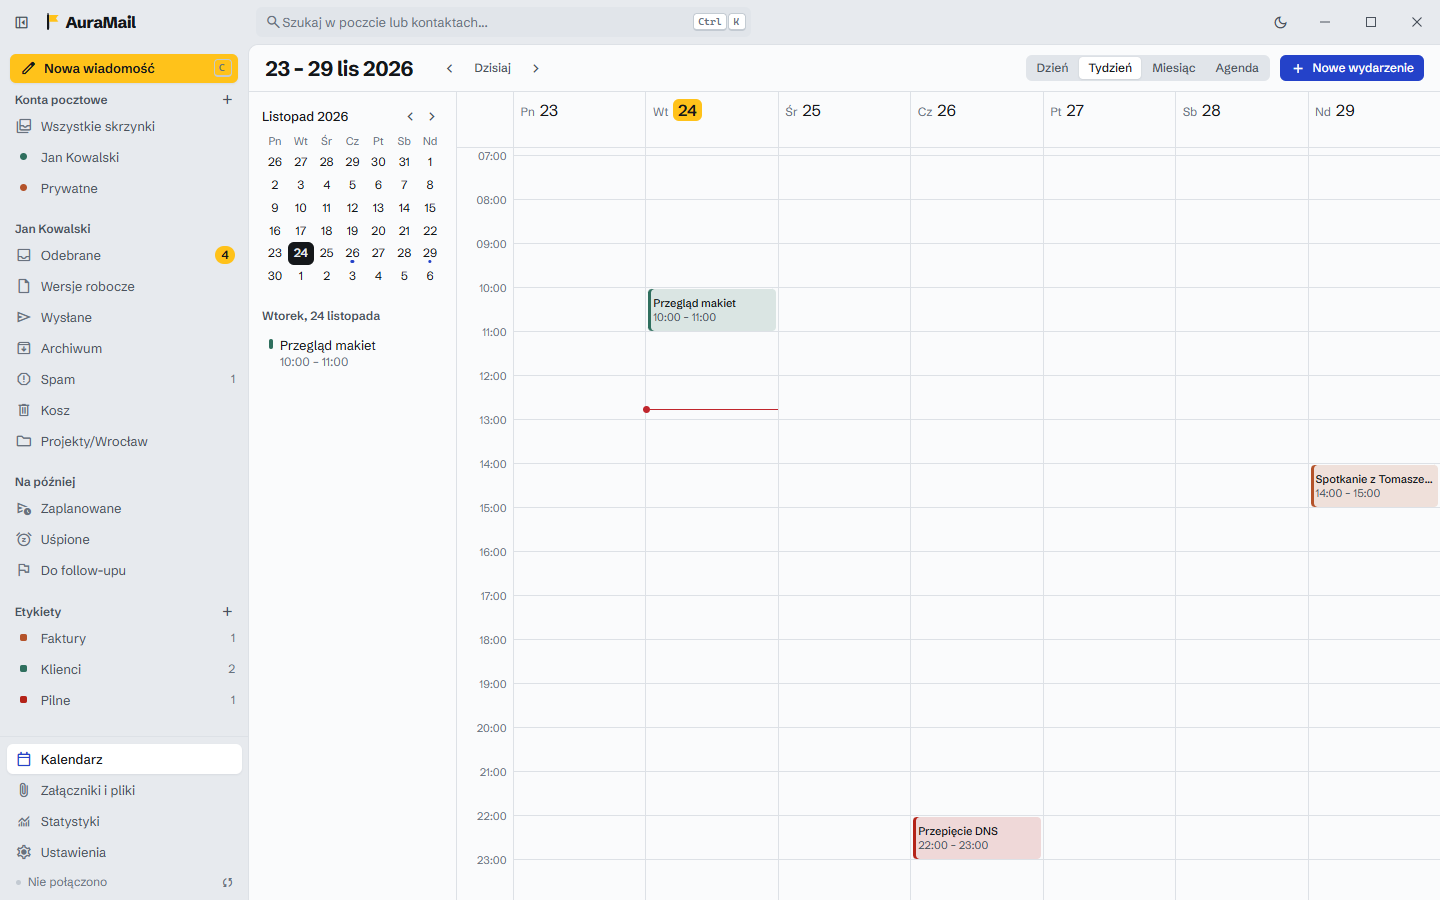 AuraMail
Szukaj w poczcie lub kontaktach...
Ctrl K
Nowa wiadomość C
Konta pocztowe
Wszystkie skrzynki
Jan Kowalski
Prywatne
Jan Kowalski
Odebrane 4
Wersje robocze
Wysłane
Archiwum
Spam 1
Kosz
Projekty/Wrocław
Na później
Zaplanowane
Uśpione
Do follow-upu
Etykiety
Faktury 1
Klienci 2
Pilne 1
Kalendarz
Załączniki i pliki
Statystyki
Ustawienia
Nie połączono
23 – 29 lis 2026
Dzisiaj
Dzień Tydzień Miesiąc Agenda
Nowe wydarzenie
Listopad 2026
Pn Wt Śr Cz Pt Sb Nd
26 27 28 29 30 31 1
2 3 4 5 6 7 8
9 10 11 12 13 14 15
16 17 18 19 20 21 22
23 24 25 26 27 28 29
30 1 2 3 4 5 6
Wtorek, 24 listopada
Przegląd makiet
10:00 – 11:00
Pn 23 Wt 24 Śr 25 Cz 26 Pt 27 Sb 28 Nd 29
07:00
08:00
09:00
10:00
Przegląd makiet
10:00 – 11:00
11:00
12:00
13:00
14:00
Spotkanie z Tomasze...
14:00 – 15:00
15:00
16:00
17:00
18:00
19:00
20:00
21:00
22:00
Przepięcie DNS
22:00 – 23:00
23:00